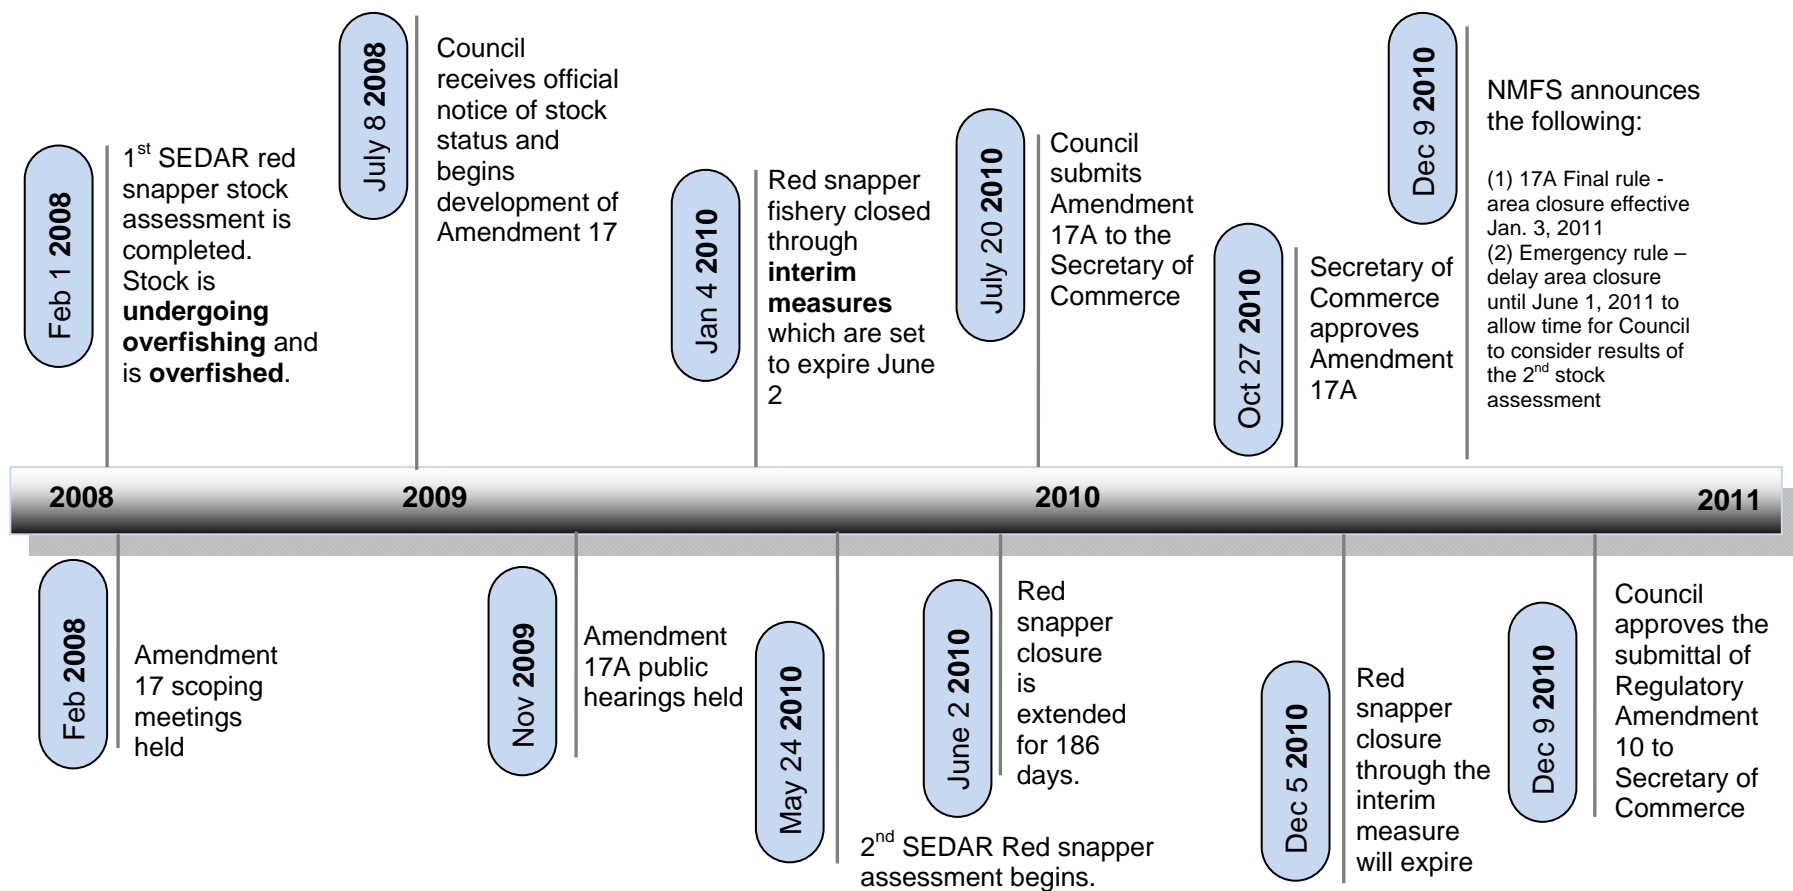 Feb 1 2008
1st SEDAR red
snapper stock
assessment is
completed.
Stock is
undergoing
overfishing and
is overfished.
July 8 2008
Council
receives official
notice of stock
status and
begins
development of
Amendment 17
Jan 4 2010
Red snapper
fishery closed
through
interim
measures
which are set
to expire June
2
July 20 2010
Council
submits
Amendment
17A to the
Secretary of
Commerce
Oct 27 2010
Secretary of
Commerce
approves
Amendment
17A
Dec 9 2010
NMFS announces
the following:
(1) 17A Final rule -
area closure effective
Jan. 3, 2011
(2) Emergency rule –
delay area closure
until June 1, 2011 to
allow time for Council
to consider results of
the 2nd stock
assessment
2008 2009 2010 2011
Feb 2008
Amendment
17 scoping
meetings
held
Nov 2009
Amendment
17A public
hearings held
May 24 2010
2nd SEDAR Red snapper
assessment begins.
June 2 2010
Red
snapper
closure
is
extended
for 186
days.
Dec 5 2010
Red
snapper
closure
through the
interim
measure
will expire
Dec 9 2010
Council
approves the
submittal of
Regulatory
Amendment
10 to
Secretary of
Commerce